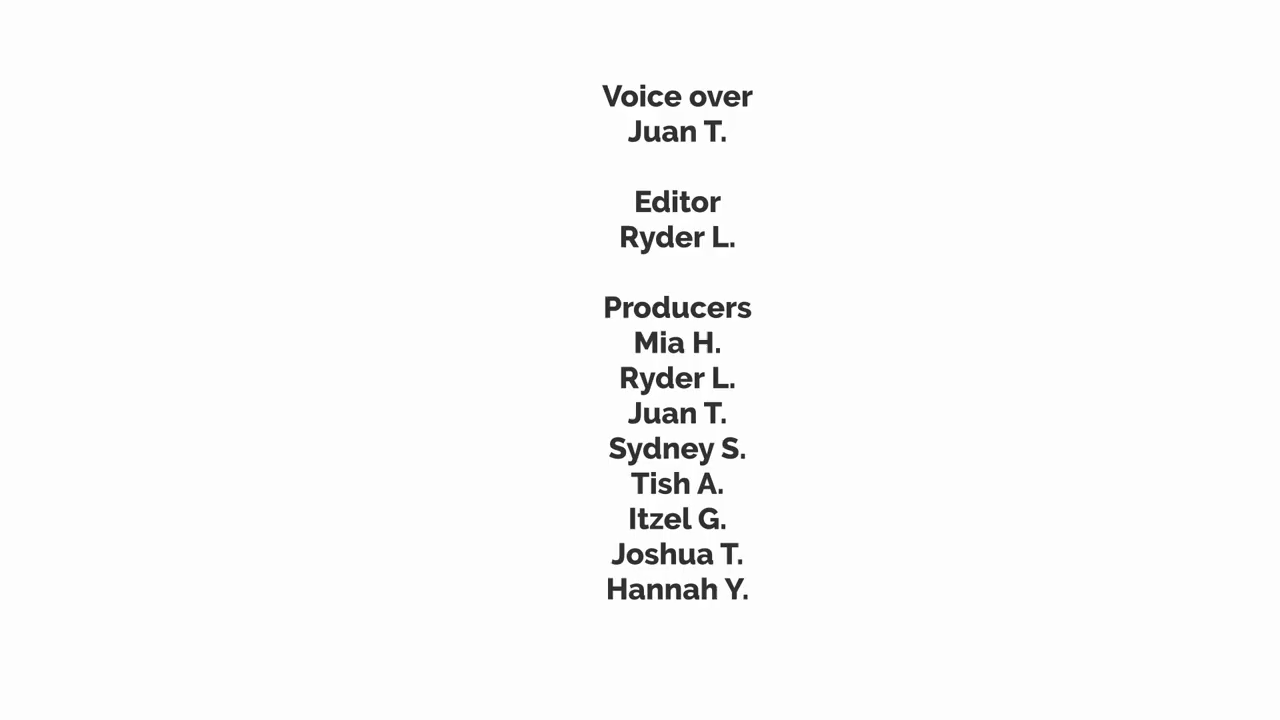 Voice over
Juan T.
Editor
Ryder L.
Producers
Mia H.
Ryder L.
Juan T.
Sydney S.
Tish A.
Itzel G.
Joshua T.
Hannah Y.